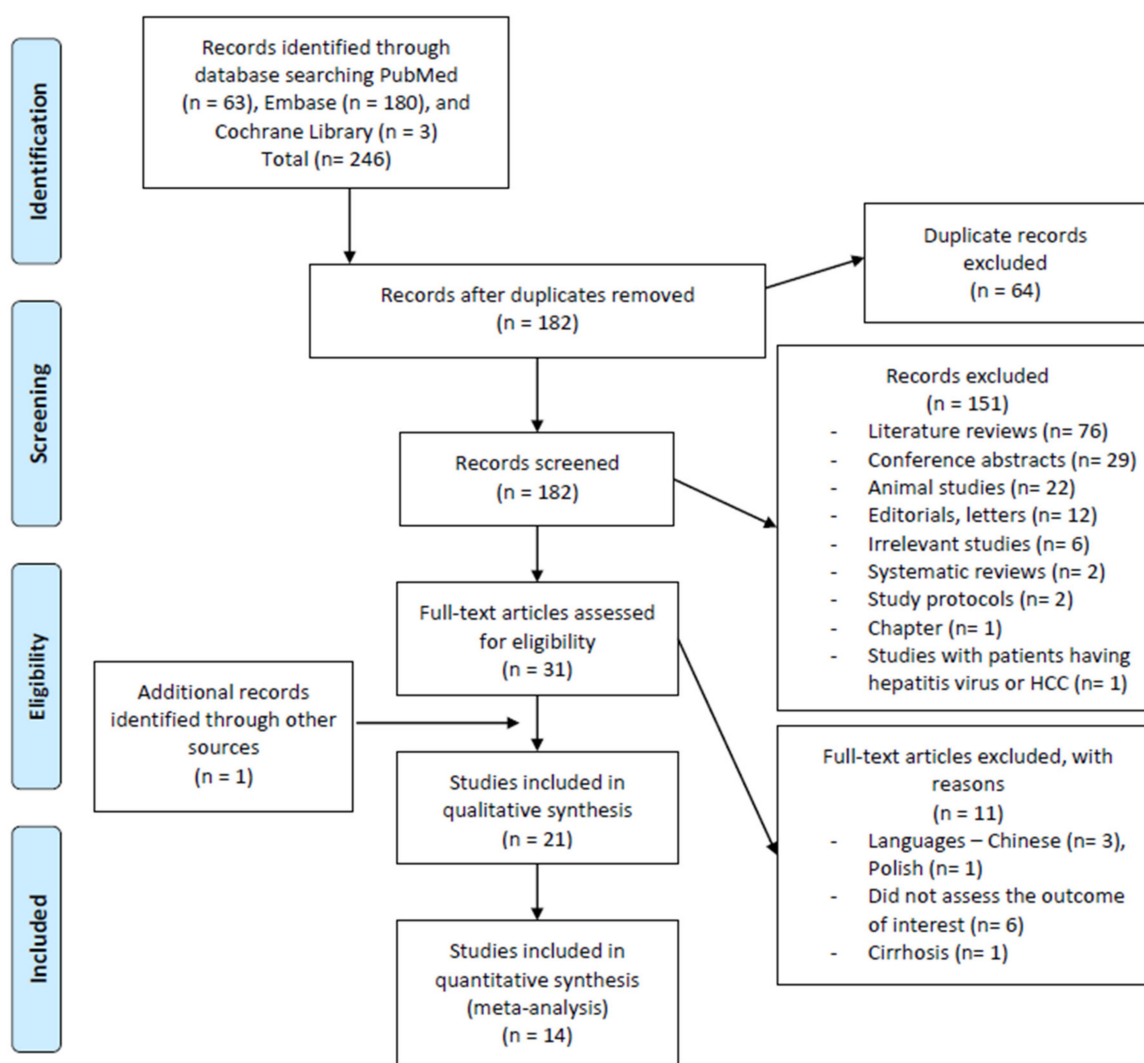 Identification
Records identified through
database searching PubMed
(n = 63), Embase (n = 180), and
Cochrane Library (n = 3)
Total (n= 246)
Duplicate records
excluded
(n = 64)
Records after duplicates removed
(n = 182)
Screening
Records screened
(n = 182)
Records excluded
(n = 151)
- Literature reviews (n= 76)
- Conference abstracts (n= 29)
- Animal studies (n= 22)
- Editorials, letters (n= 12)
- Irrelevant studies (n= 6)
- Systematic reviews (n= 2)
- Study protocols (n= 2)
- Chapter (n= 1)
- Studies with patients having
hepatitis virus or HCC (n= 1)
Eligibility
Full-text articles assessed
for eligibility
(n = 31)
Additional records
identified through other
sources
(n = 1)
Full-text articles excluded, with
reasons
(n = 11)
- Languages – Chinese (n= 3),
Polish (n= 1)
- Did not assess the outcome
of interest (n= 6)
- Cirrhosis (n= 1)
Studies included in
qualitative synthesis
(n = 21)
Included
Studies included in
quantitative synthesis
(meta-analysis)
(n = 14)